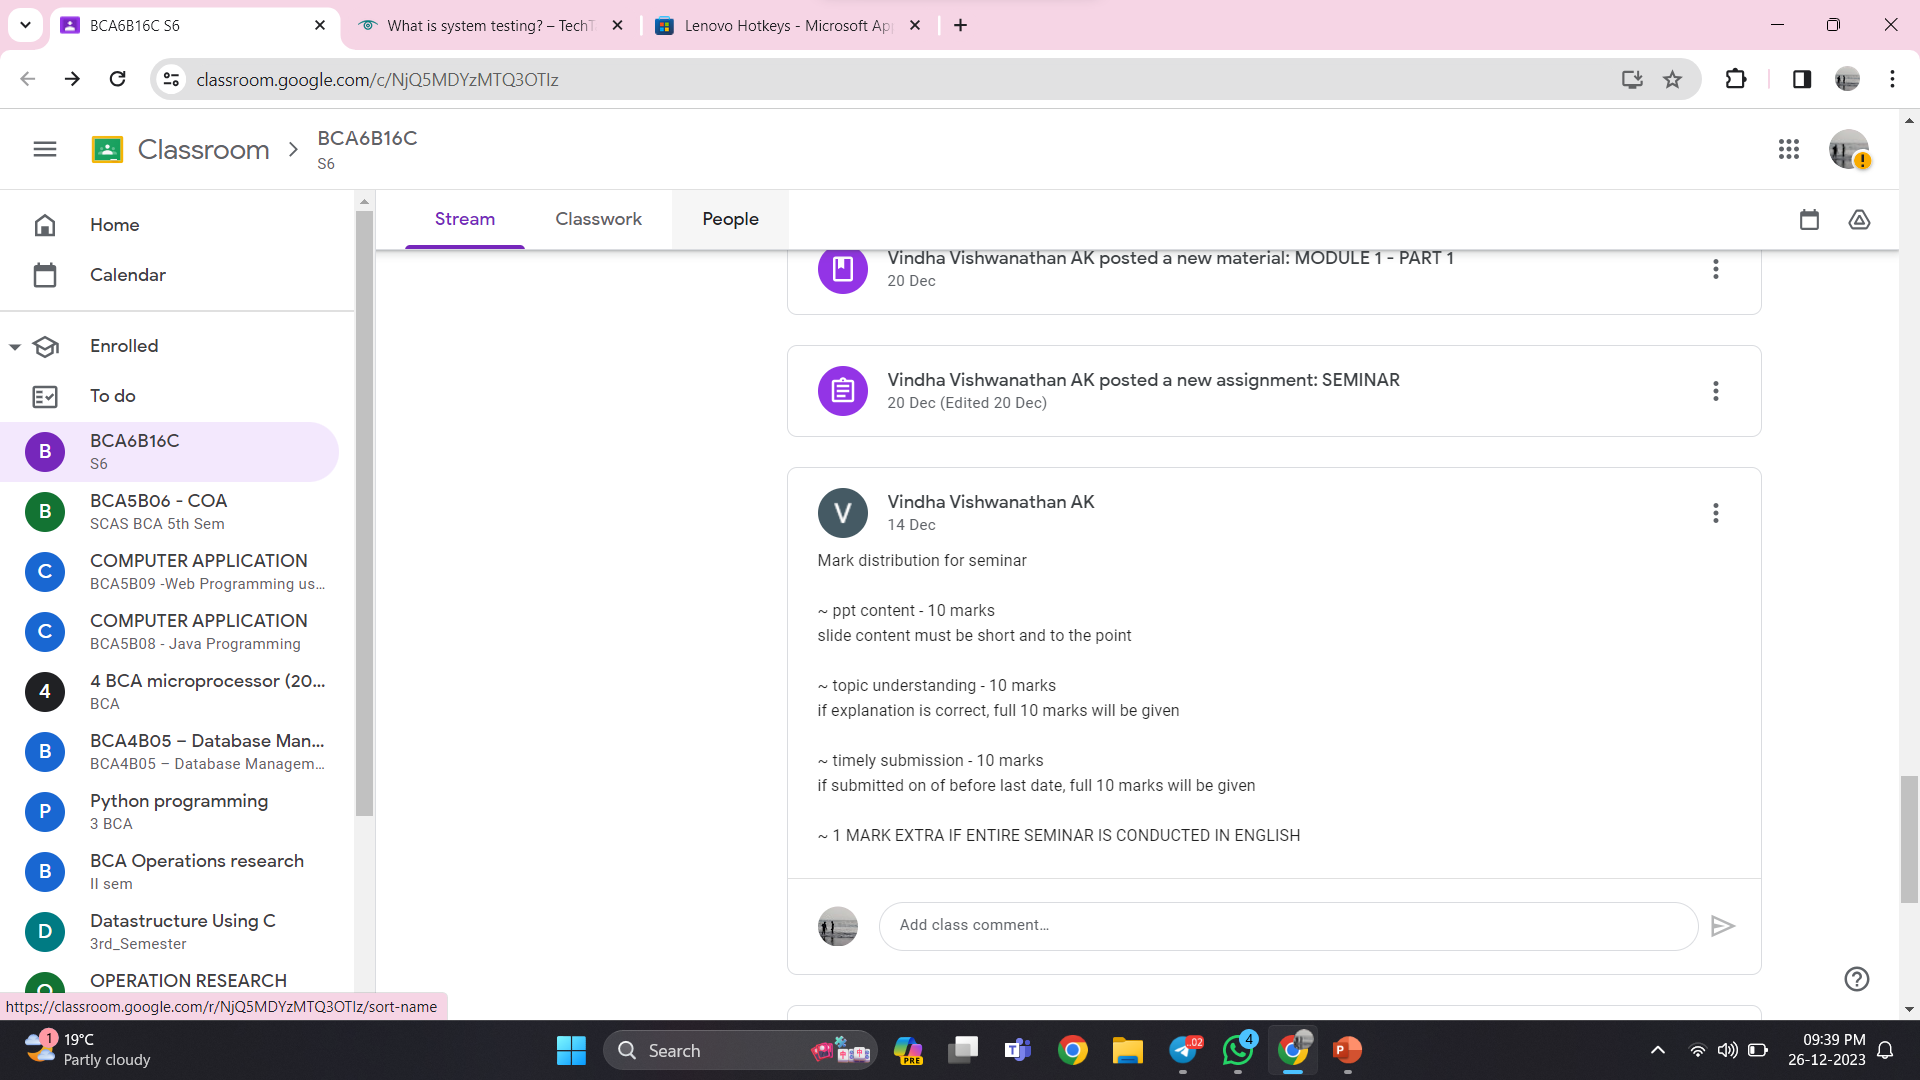 BCA6B16C S6
What is system testing? – TechT
Lenovo Hotkeys - Microsoft Ap
classroom.google.com/c/NjQ5MDYzMTQ3OTIz
Classroom
BCA6B16C
S6
Home
Calendar
Enrolled
To do
B
BCA6B16C
S6
B
BCA5B06 - COA
SCAS BCA 5th Sem
C
COMPUTER APPLICATION
BCA5B09 -Web Programming us...
C
COMPUTER APPLICATION
BCA5B08 - Java Programming
4
4 BCA microprocessor (20...
BCA
B
BCA4B05 – Database Man...
BCA4B05 – Database Managem...
P
Python programming
3 BCA
B
BCA Operations research
II sem
D
Datastructure Using C
3rd_Semester
O
OPERATION RESEARCH
https://classroom.google.com/r/NjQ5MDYzMTQ3OTIz/sort-name
Stream
Classwork
People
Vindha Vishwanathan AK posted a new material: MODULE 1 - PART 1
20 Dec
Vindha Vishwanathan AK posted a new assignment: SEMINAR
20 Dec (Edited 20 Dec)
V
Vindha Vishwanathan AK
14 Dec
Mark distribution for seminar
~ ppt content - 10 marks
slide content must be short and to the point
~ topic understanding - 10 marks
if explanation is correct, full 10 marks will be given
~ timely submission - 10 marks
if submitted on of before last date, full 10 marks will be given
~ 1 MARK EXTRA IF ENTIRE SEMINAR IS CONDUCTED IN ENGLISH
Add class comment...
1
19°C
Partly cloudy
Search
PRE
.02
4
09:39 PM
26-12-2023